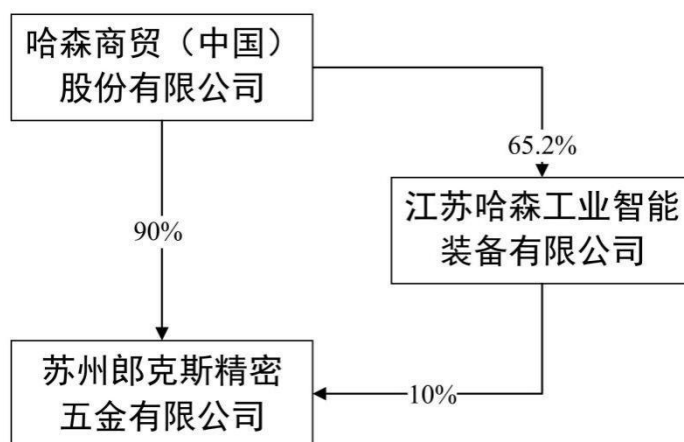 哈森商贸（中国）
股份有限公司
65.2%
江苏哈森工业智能
装备有限公司
90%
苏州郎克斯精密
五金有限公司
10%